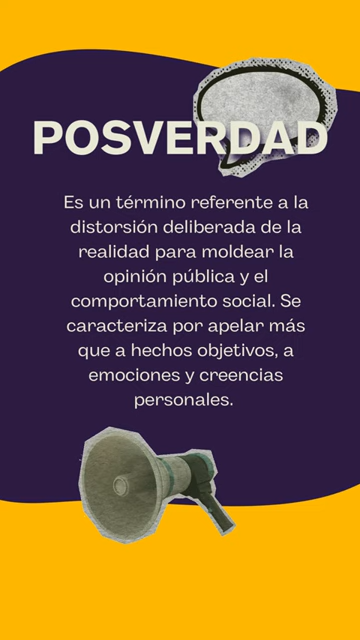 POSVERDAD
Es un término referente a la
distorsión deliberada de la
realidad para moldear la
opinión pública y el
comportamiento social. Se
caracteriza por apelar más
que a hechos objetivos, a
emociones y creencias
personales.